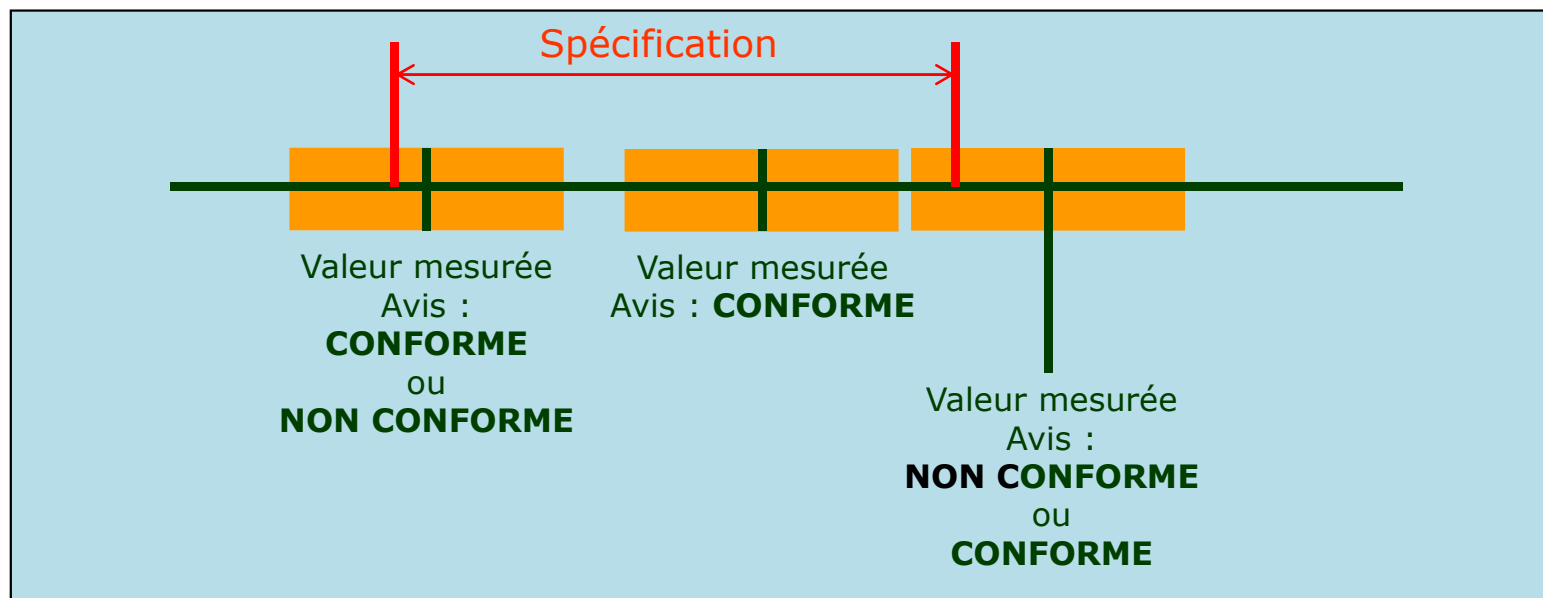 Spécification
Valeur mesurée
Avis :
CONFORME
ou
NON CONFORME
Valeur mesurée
Avis : CONFORME
Valeur mesurée
Avis :
NON CONFORME
ou
CONFORME